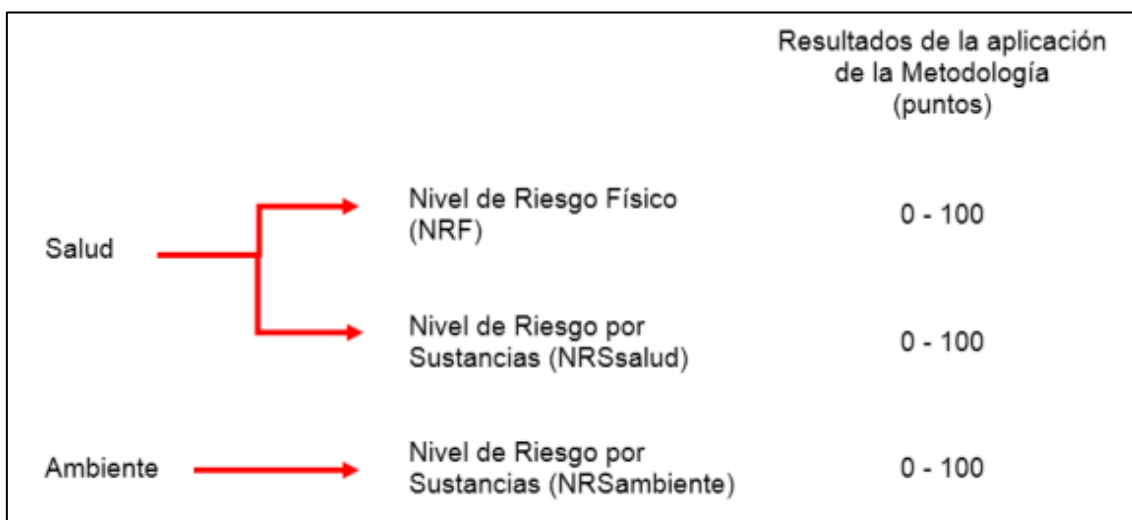 Resultados de la aplicación
de la Metodología
(puntos)
Nivel de Riesgo Físico
(NRF)
0 - 100
Salud
Nivel de Riesgo por
Sustancias (NRSsalud)
0 - 100
Ambiente
Nivel de Riesgo por
Sustancias (NRSambiente)
0 - 100